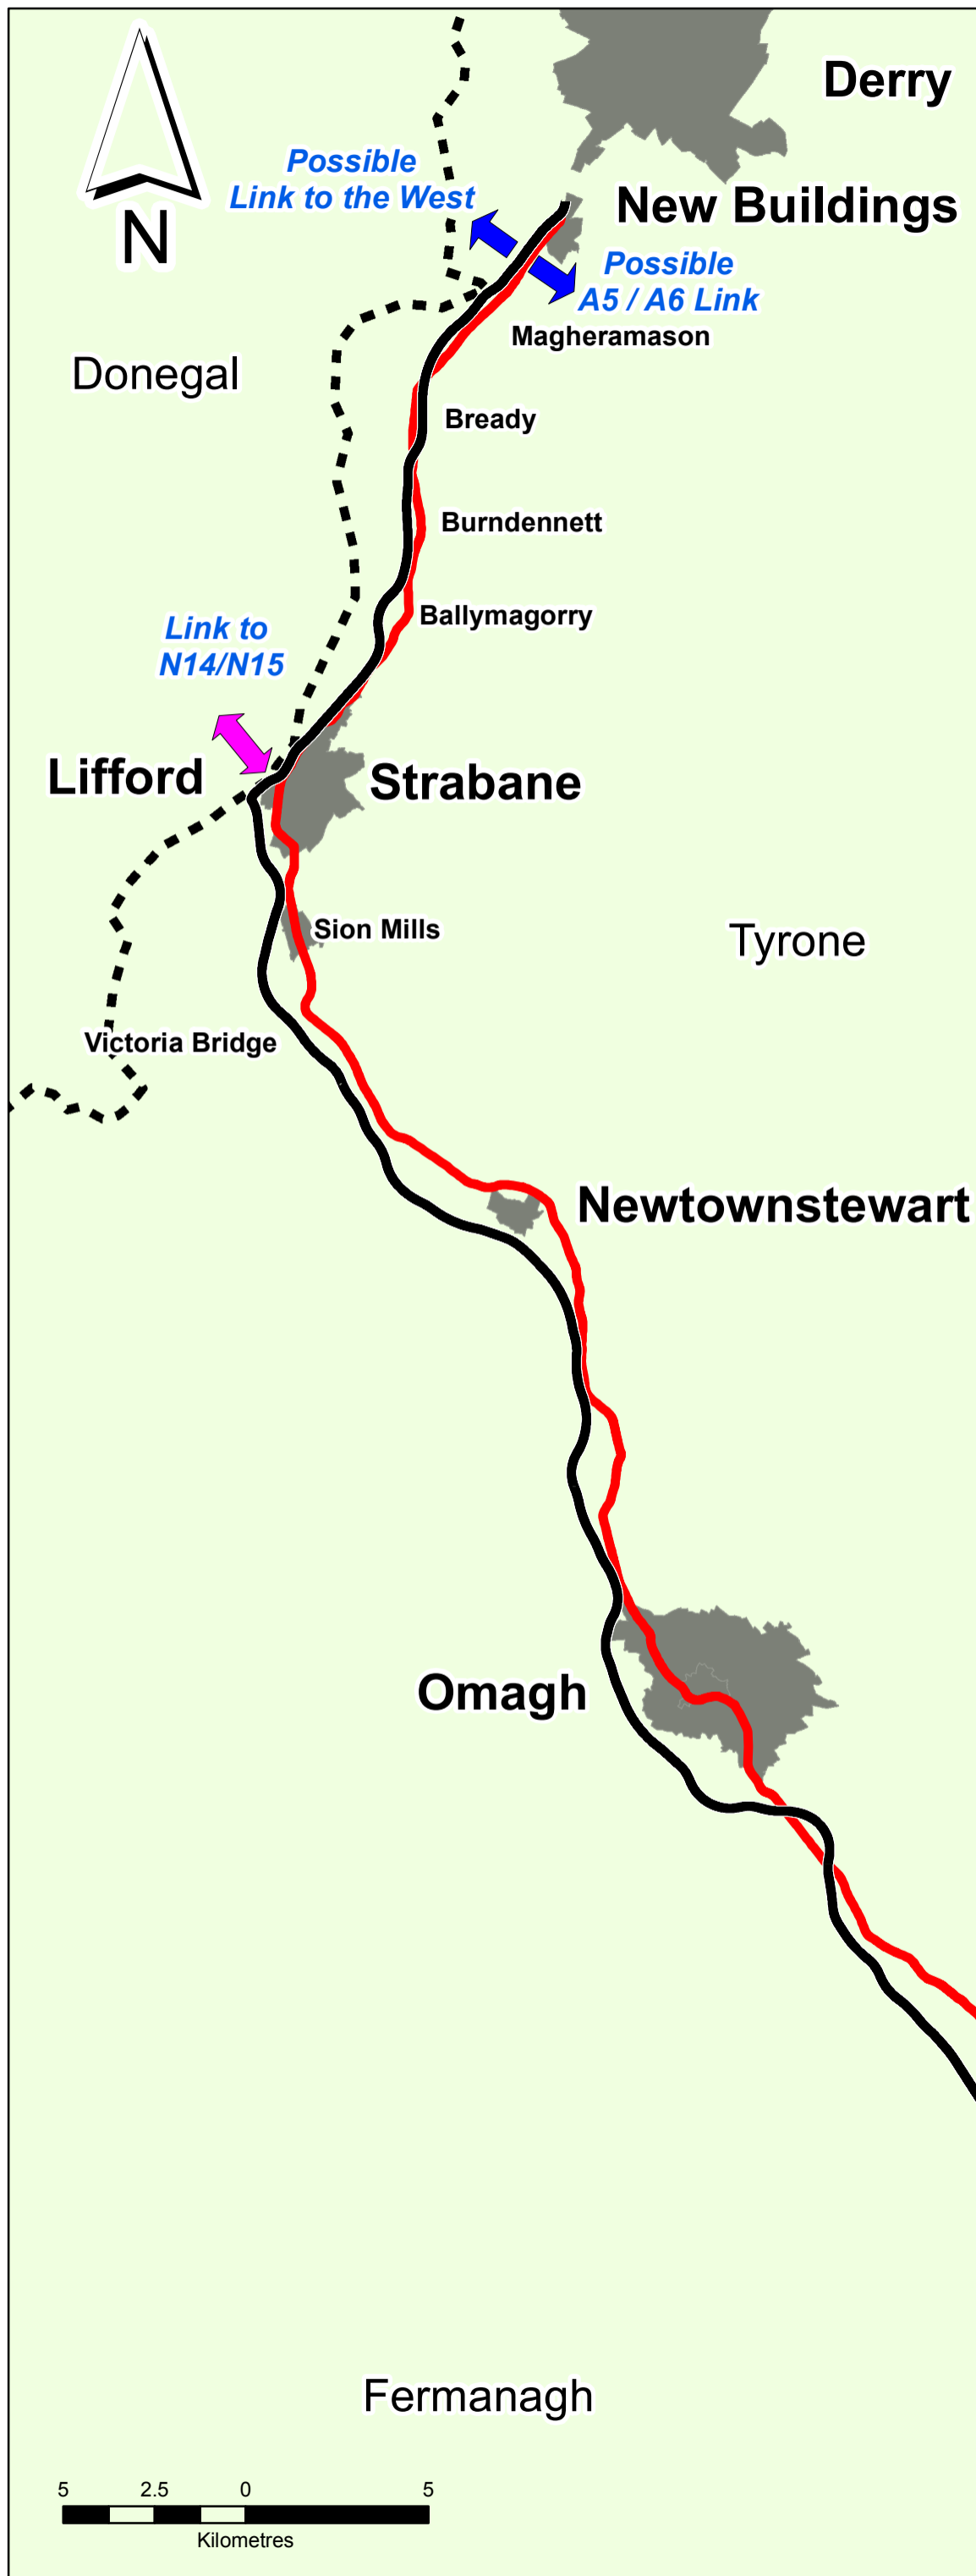 Derry
Possible
Link to the West
New Buildings
N
Possible
A5 / A6 Link
Magheramason
Donegal
Bready
Burndennett
Ballymagorry
Link to
N14/N15
Lifford
Strabane
Sion Mills
Tyrone
Victoria Bridge
Newtownstewart
Omagh
Fermanagh
5 2.5 0 5
Kilometres